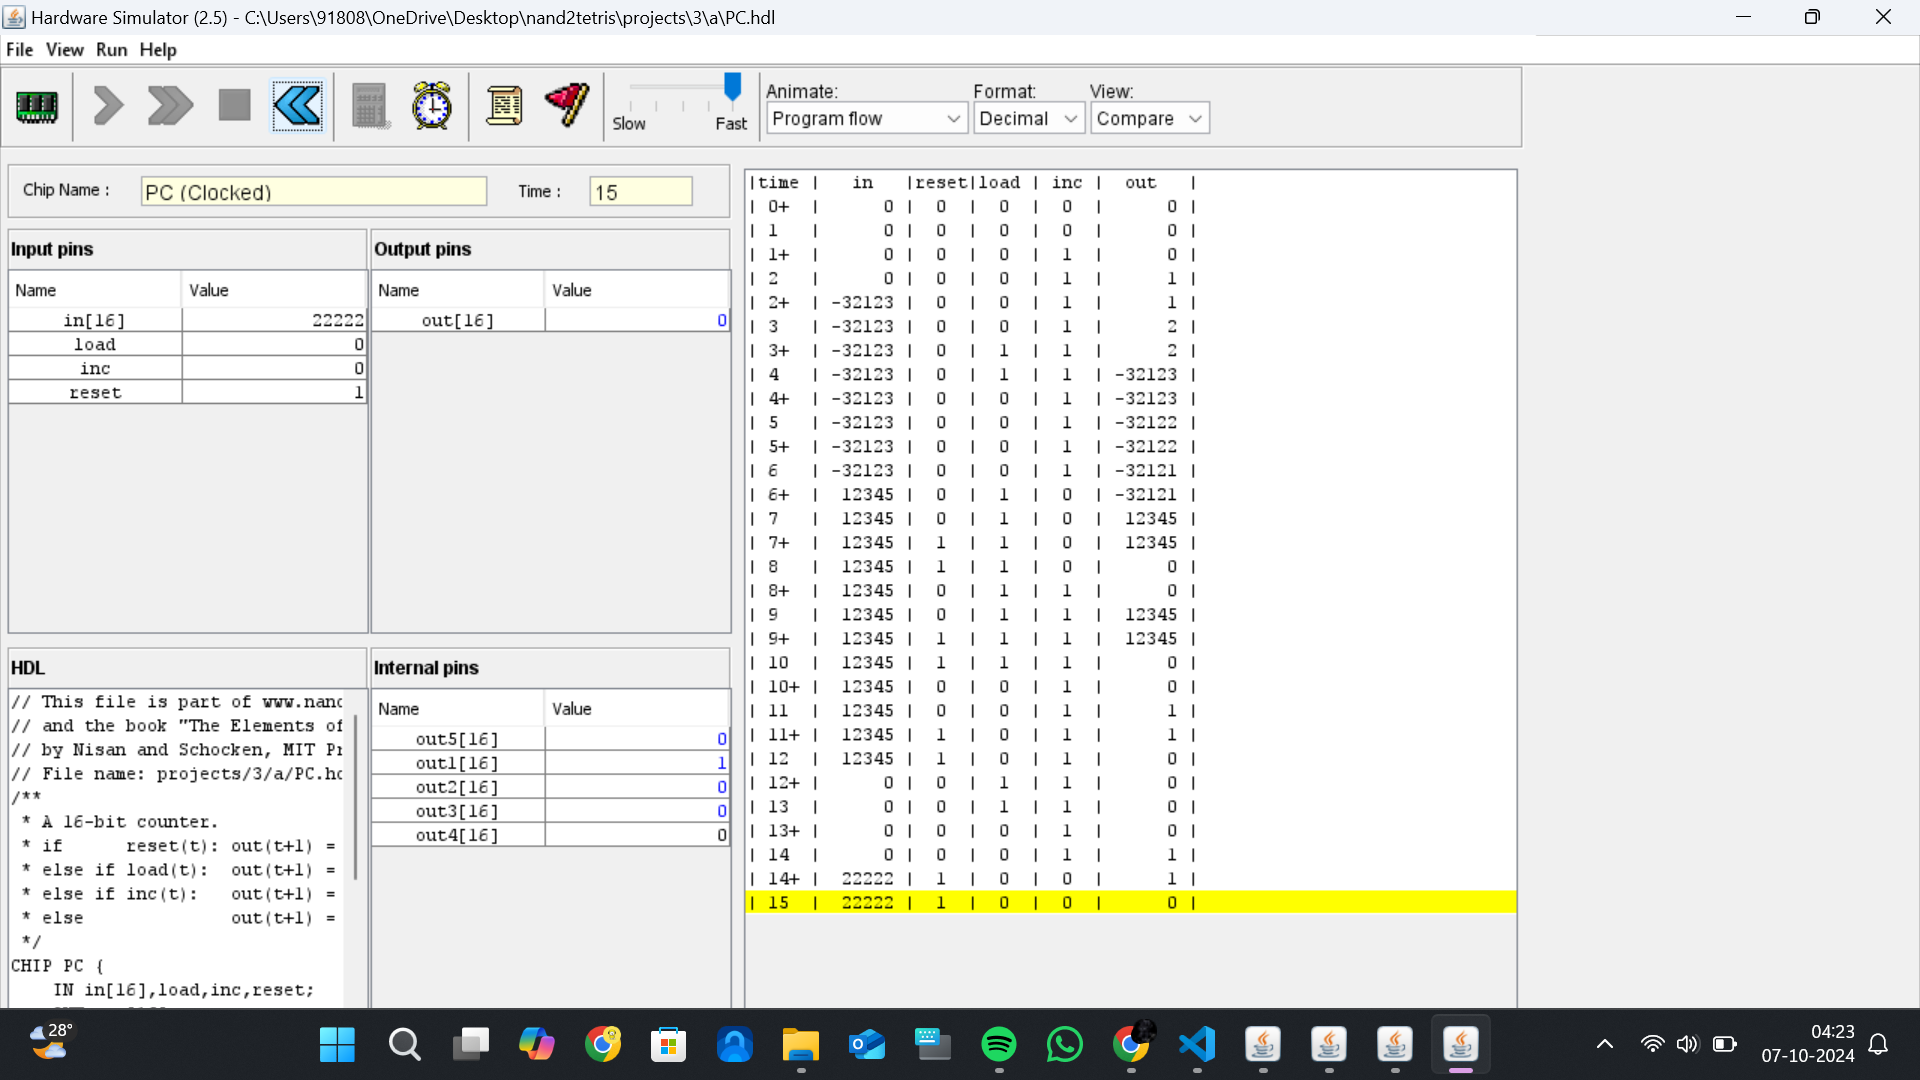 Hardware Simulator (2.5) - C:\Users\91808\OneDrive\Desktop\nand2tetris\projects\3\a\PC.hdl
File View Run Help
Slow Fast
Animate: Format: View:
Program flow Decimal Compare
Chip Name : PC (Clocked) Time : 15
Input pins
Name Value
in[16] 22222
load 0
inc 0
reset 1
Output pins
Name Value
out[16] 0
HDL
// This file is part of www.nand
// and the book "The Elements of
// by Nisan and Schocken, MIT Pr
// File name: projects/3/a/PC.hd
/**
* A 16-bit counter.
* if reset(t): out(t+1) =
* else if load(t): out(t+1) =
* else if inc(t): out(t+1) =
* else out(t+1) =
*/
CHIP PC {
IN in[16],load,inc,reset;
Internal pins
Name Value
out5[16] 0
out1[16] 1
out2[16] 0
out3[16] 0
out4[16] 0
|time | in |reset|load | inc | out |
| 0+ | 0 | 0 | 0 | 0 | 0 |
| 1 | 0 | 0 | 0 | 0 | 0 |
| 1+ | 0 | 0 | 0 | 1 | 0 |
| 2 | 0 | 0 | 0 | 1 | 1 |
| 2+ | -32123 | 0 | 0 | 1 | 1 |
| 3 | -32123 | 0 | 0 | 1 | 2 |
| 3+ | -32123 | 0 | 1 | 1 | 2 |
| 4 | -32123 | 0 | 1 | 1 | -32123 |
| 4+ | -32123 | 0 | 0 | 1 | -32123 |
| 5 | -32123 | 0 | 0 | 1 | -32122 |
| 5+ | -32123 | 0 | 0 | 1 | -32122 |
| 6 | -32123 | 0 | 0 | 1 | -32121 |
| 6+ | 12345 | 0 | 1 | 0 | -32121 |
| 7 | 12345 | 0 | 1 | 0 | 12345 |
| 7+ | 12345 | 1 | 1 | 0 | 12345 |
| 8 | 12345 | 1 | 1 | 0 | 0 |
| 8+ | 12345 | 0 | 1 | 1 | 0 |
| 9 | 12345 | 0 | 1 | 1 | 12345 |
| 9+ | 12345 | 1 | 1 | 1 | 12345 |
| 10 | 12345 | 1 | 1 | 1 | 0 |
| 10+ | 12345 | 0 | 0 | 1 | 0 |
| 11 | 12345 | 0 | 0 | 1 | 1 |
| 11+ | 12345 | 1 | 0 | 1 | 1 |
| 12 | 12345 | 1 | 0 | 1 | 0 |
| 12+ | 0 | 0 | 1 | 1 | 0 |
| 13 | 0 | 0 | 1 | 1 | 0 |
| 13+ | 0 | 0 | 0 | 1 | 0 |
| 14 | 0 | 0 | 0 | 1 | 1 |
| 14+ | 22222 | 1 | 0 | 0 | 1 |
| 15 | 22222 | 1 | 0 | 0 | 0 |
28°
04:23
07-10-2024